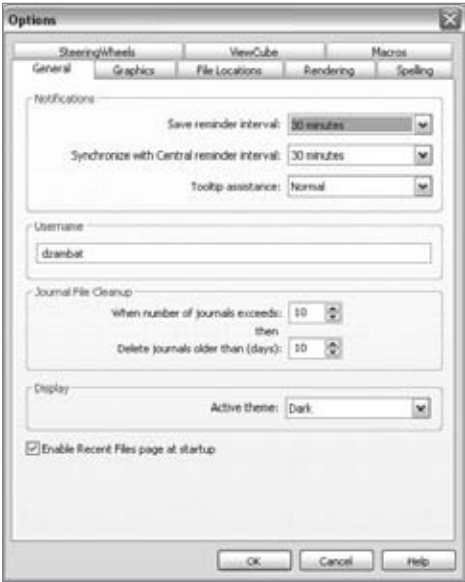 Options
SteeringWheels ViewCube Macros
General Graphics File Locations Rendering Spelling
Notifications
Save reminder interval: 30 minutes
Synchronize with Central reminder interval: 30 minutes
Tooltip assistance: Normal
Username
dzambat
Journal File Cleanup
When number of journals exceeds: 10
then
Delete journals older than (days): 10
Display
Active theme: Dark
Enable Recent Files page at startup
OK Cancel Help